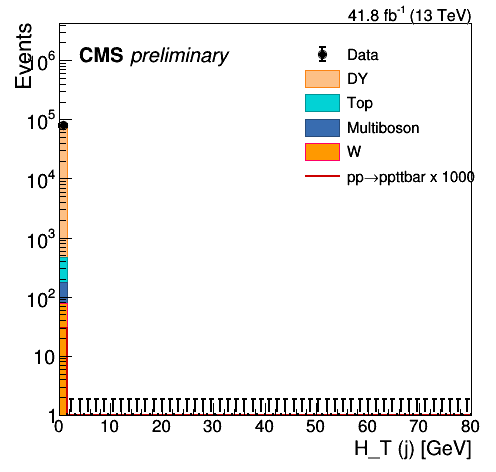 41.8 fb⁻¹ (13 TeV)
Events
CMS preliminary
Data
DY
Top
Multiboson
W
pp→ppttbar x 1000
10⁶
10⁵
10⁴
10³
10²
10
1
0 10 20 30 40 50 60 70 80
H_T (j) [GeV]